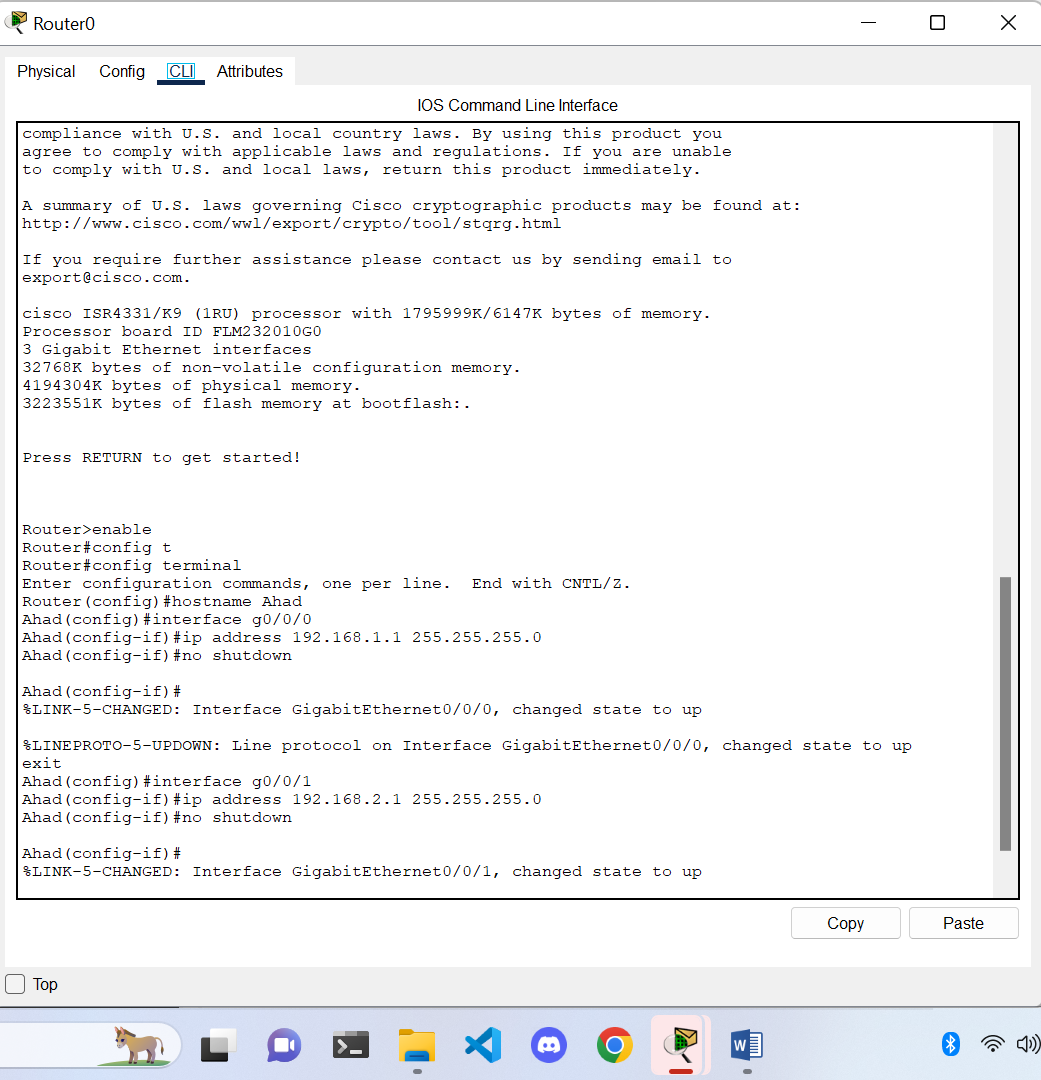 Router0
Physical Config CLI Attributes
IOS Command Line Interface
compliance with U.S. and local country laws. By using this product you
agree to comply with applicable laws and regulations. If you are unable
to comply with U.S. and local laws, return this product immediately.
A summary of U.S. laws governing Cisco cryptographic products may be found at:
http://www.cisco.com/wwl/export/crypto/tool/stqrg.html
If you require further assistance please contact us by sending email to
export@cisco.com.
cisco ISR4331/K9 (1RU) processor with 1795999K/6147K bytes of memory.
Processor board ID FLM232010G0
3 Gigabit Ethernet interfaces
32768K bytes of non-volatile configuration memory.
4194304K bytes of physical memory.
3223551K bytes of flash memory at bootflash:.
Press RETURN to get started!
Router>enable
Router#config t
Router#config terminal
Enter configuration commands, one per line.  End with CNTL/Z.
Router(config)#hostname Ahad
Ahad(config)#interface g0/0/0
Ahad(config-if)#ip address 192.168.1.1 255.255.255.0
Ahad(config-if)#no shutdown
Ahad(config-if)#
%LINK-5-CHANGED: Interface GigabitEthernet0/0/0, changed state to up
%LINEPROTO-5-UPDOWN: Line protocol on Interface GigabitEthernet0/0/0, changed state to up
exit
Ahad(config)#interface g0/0/1
Ahad(config-if)#ip address 192.168.2.1 255.255.255.0
Ahad(config-if)#no shutdown
Ahad(config-if)#
%LINK-5-CHANGED: Interface GigabitEthernet0/0/1, changed state to up
Copy Paste
Top